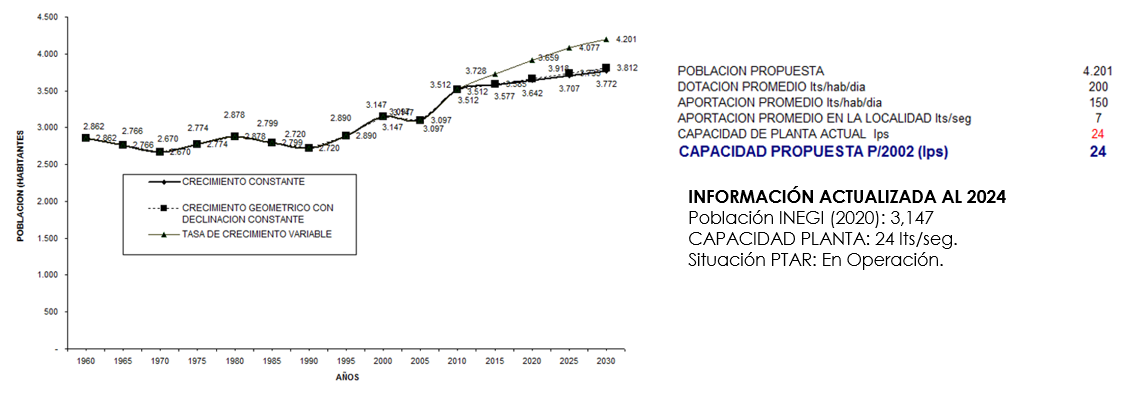 4.500
4.000
3.500
3.000
2.500
2.000
1.500
1.000
500
-
POBLACION (HABITANTES)
2.862
2.862
2.766
2.766
2.670
2.670
2.774
2.774
2.878
2.878
2.799
2.799
2.720
2.720
2.890
2.890
3.147
3.147
3.147
3.097
3.097
3.097
3.512
3.512
3.512
3.728
3.585
3.577
3.659
3.642
3.918
3.707
4.077
3.735
4.201
3.812
3.772
CRECIMIENTO CONSTANTE
CRECIMIENTO GEOMETRICO CON
DECLINACION CONSTANTE
TASA DE CRECIMIENTO VARIABLE
1960 1965 1970 1975 1980 1985 1990 1995 2000 2005 2010 2015 2020 2025 2030
AÑOS
POBLACION PROPUESTA 4.201
DOTACION PROMEDIO lts/hab/dia 200
APORTACION PROMEDIO lts/hab/dia 150
APORTACION PROMEDIO EN LA LOCALIDAD lts/seg 7
CAPACIDAD DE PLANTA ACTUAL lps 24
CAPACIDAD PROPUESTA P/2002 (lps) 24
INFORMACIÓN ACTUALIZADA AL 2024
Población INEGI (2020): 3,147
CAPACIDAD PLANTA: 24 lts/seg.
Situación PTAR: En Operación.